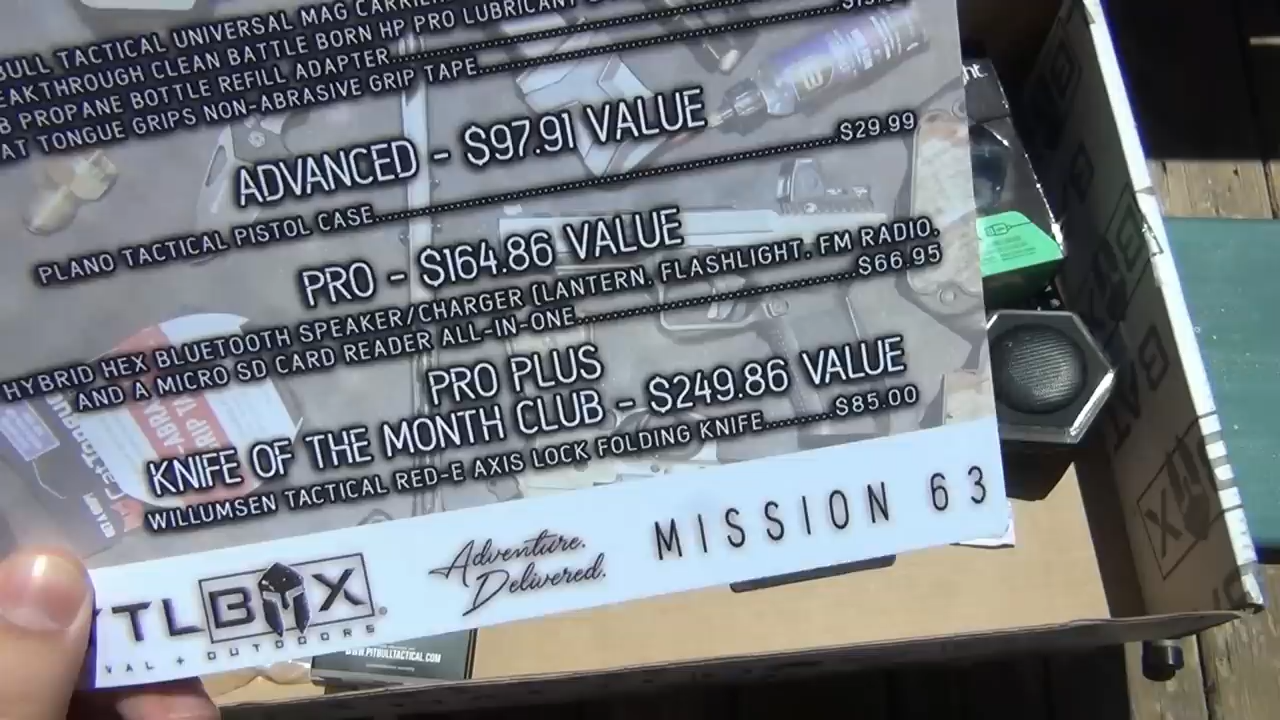 BULL TACTICAL UNIVERSAL MAG CARRIER
EAKTHROUGH CLEAN BATTLE BORN HP PRO LUBRICANT
B PROPANE BOTTLE REFILL ADAPTER
AT TONGUE GRIPS NON-ABRASIVE GRIP TAPE
ADVANCED - $97.91 VALUE
PLANO TACTICAL PISTOL CASE....................$29.99
PRO - $164.86 VALUE
HYBRID HEX BLUETOOTH SPEAKER/CHARGER (LANTERN, FLASHLIGHT, FM RADIO,
AND A MICRO SD CARD READER ALL-IN-ONE....................$66.95
PRO PLUS
KNIFE OF THE MONTH CLUB - $249.86 VALUE
WILLUMSEN TACTICAL RED-E AXIS LOCK FOLDING KNIFE.........$85.00
TLBOX
VAL + OUTDOORS
Adventure.
Delivered.
MISSION 63
WWW.PITBULLTACTICAL.COM